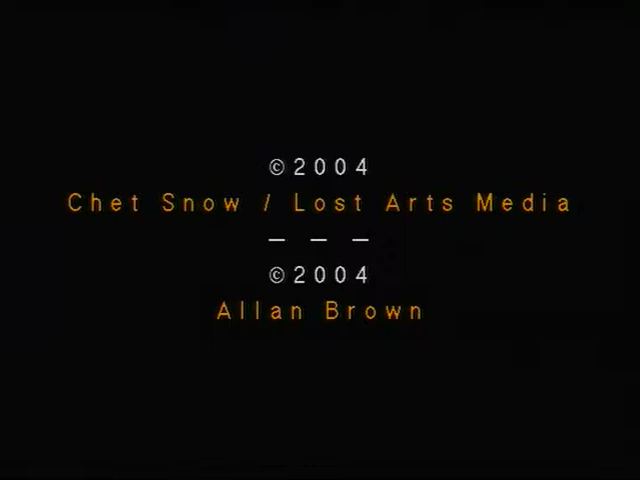 ©2004
Chet Snow / Lost Arts Media
— — —
©2004
Allan Brown